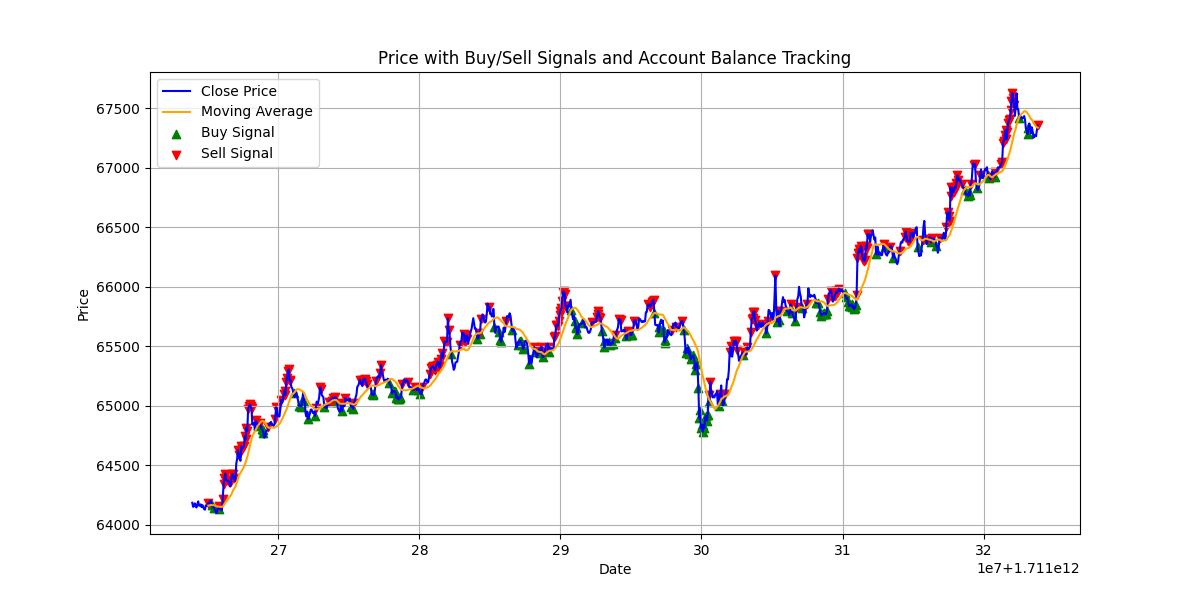 Price with Buy/Sell Signals and Account Balance Tracking
Close Price
Moving Average
Buy Signal
Sell Signal
Price
67500
67000
66500
66000
65500
65000
64500
64000
27 28 29 30 31 32
Date
1e7+1.711e12